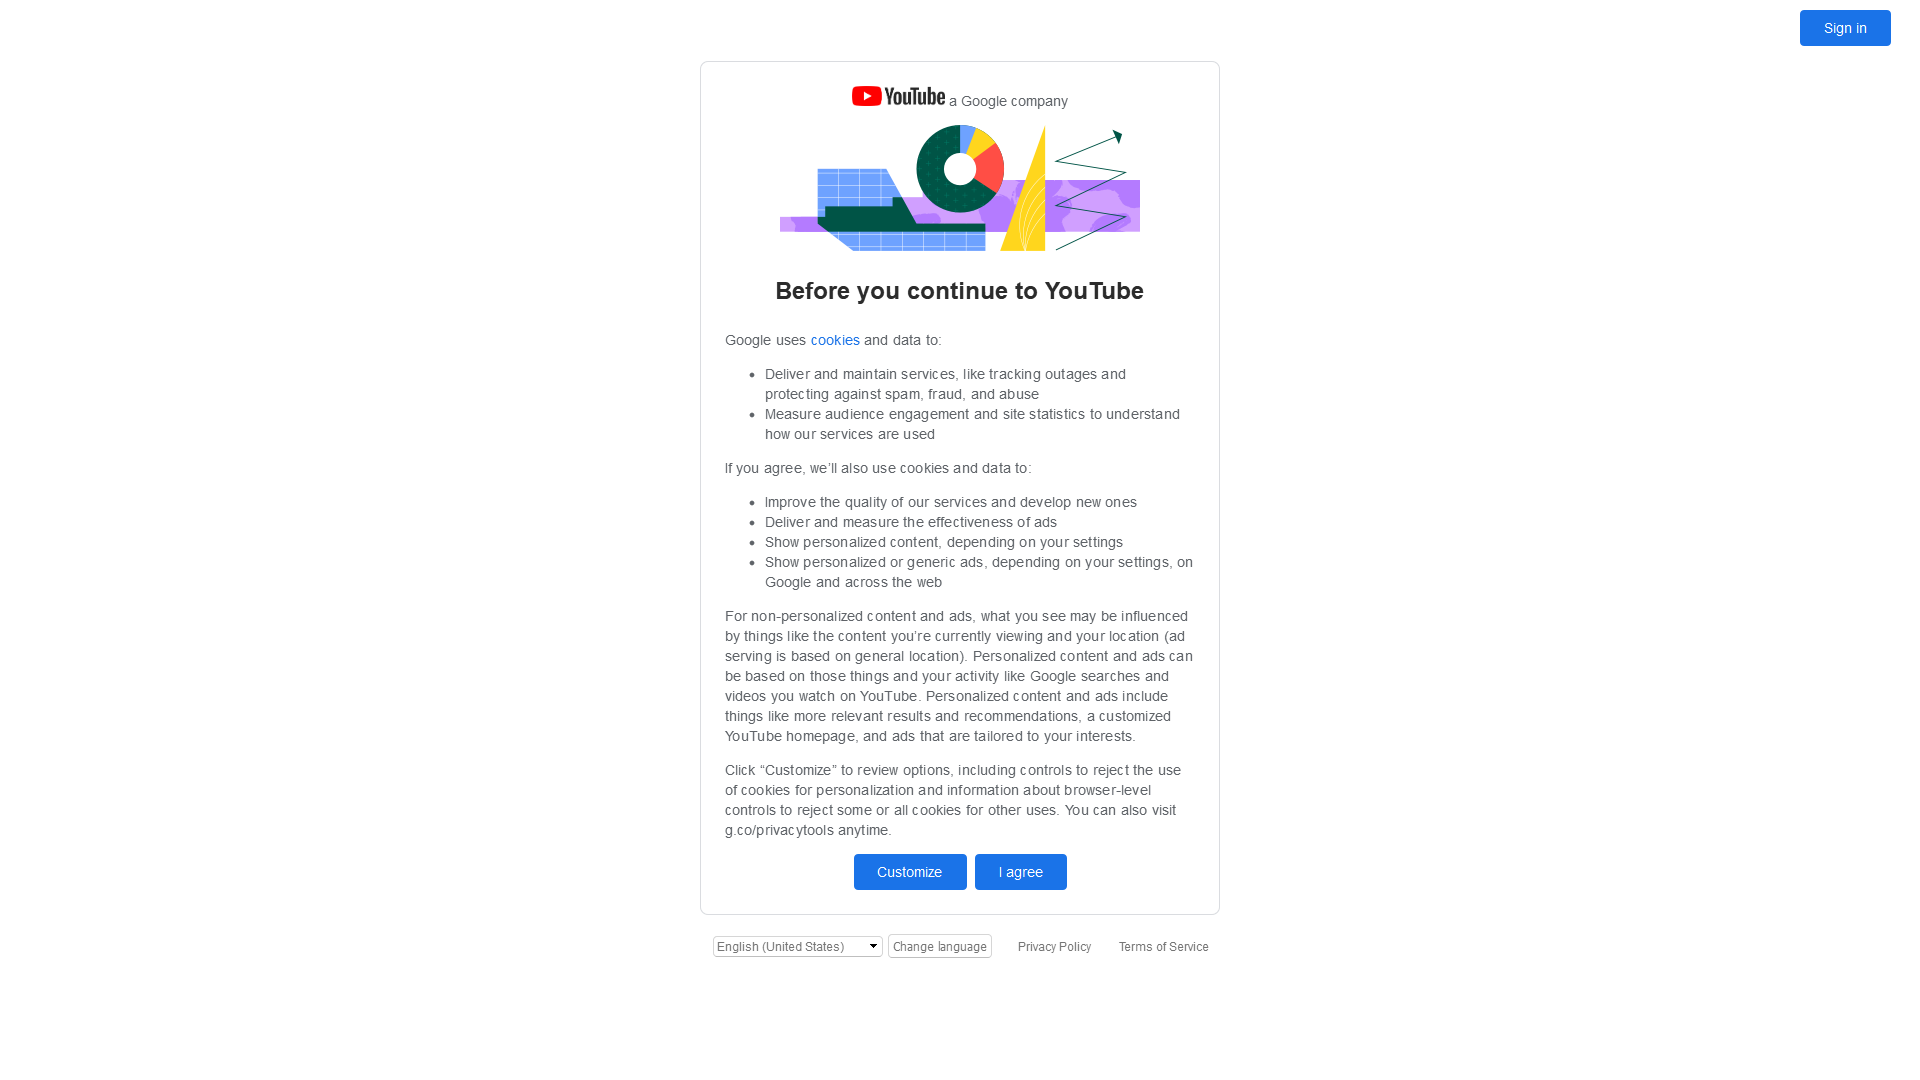 Sign in
YouTube a Google company
Before you continue to YouTube
Google uses cookies and data to:
Deliver and maintain services, like tracking outages and
protecting against spam, fraud, and abuse
Measure audience engagement and site statistics to understand
how our services are used
If you agree, we’ll also use cookies and data to:
Improve the quality of our services and develop new ones
Deliver and measure the effectiveness of ads
Show personalized content, depending on your settings
Show personalized or generic ads, depending on your settings, on
Google and across the web
For non-personalized content and ads, what you see may be influenced
by things like the content you’re currently viewing and your location (ad
serving is based on general location). Personalized content and ads can
be based on those things and your activity like Google searches and
videos you watch on YouTube. Personalized content and ads include
things like more relevant results and recommendations, a customized
YouTube homepage, and ads that are tailored to your interests.
Click “Customize” to review options, including controls to reject the use
of cookies for personalization and information about browser-level
controls to reject some or all cookies for other uses. You can also visit
g.co/privacytools anytime.
Customize I agree
English (United States) Change language Privacy Policy Terms of Service